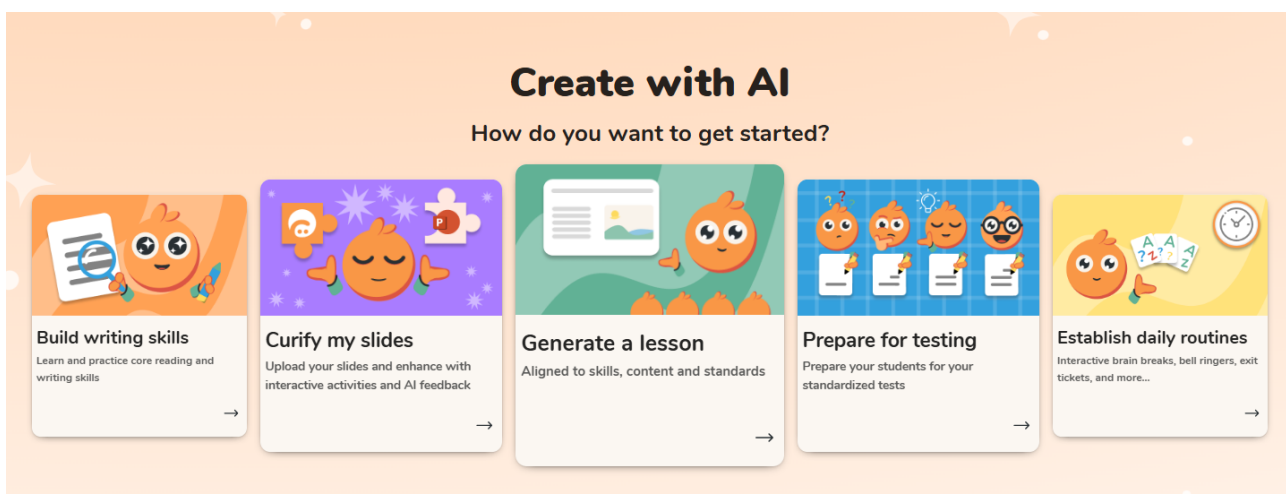 Create with AI
How do you want to get started?
Build writing skills
Learn and practice core reading and
writing skills
Curify my slides
Upload your slides and enhance with
interactive activities and AI feedback
Generate a lesson
Aligned to skills, content and standards
Prepare for testing
Prepare your students for your
standardized tests
Establish daily routines
Interactive brain breaks, bell ringers, exit
tickets, and more...